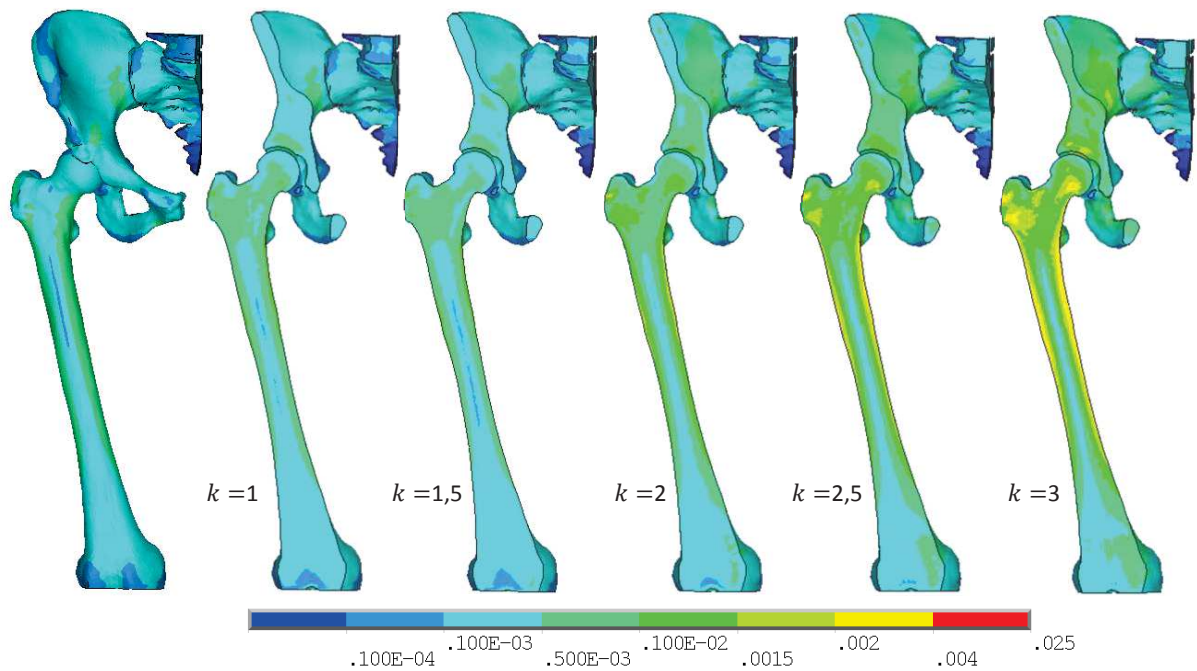 k =1 k =1,5 k =2 k =2,5 k =3
.100E-03 .100E-02 .002 .025
.100E-04 .500E-03 .0015 .004